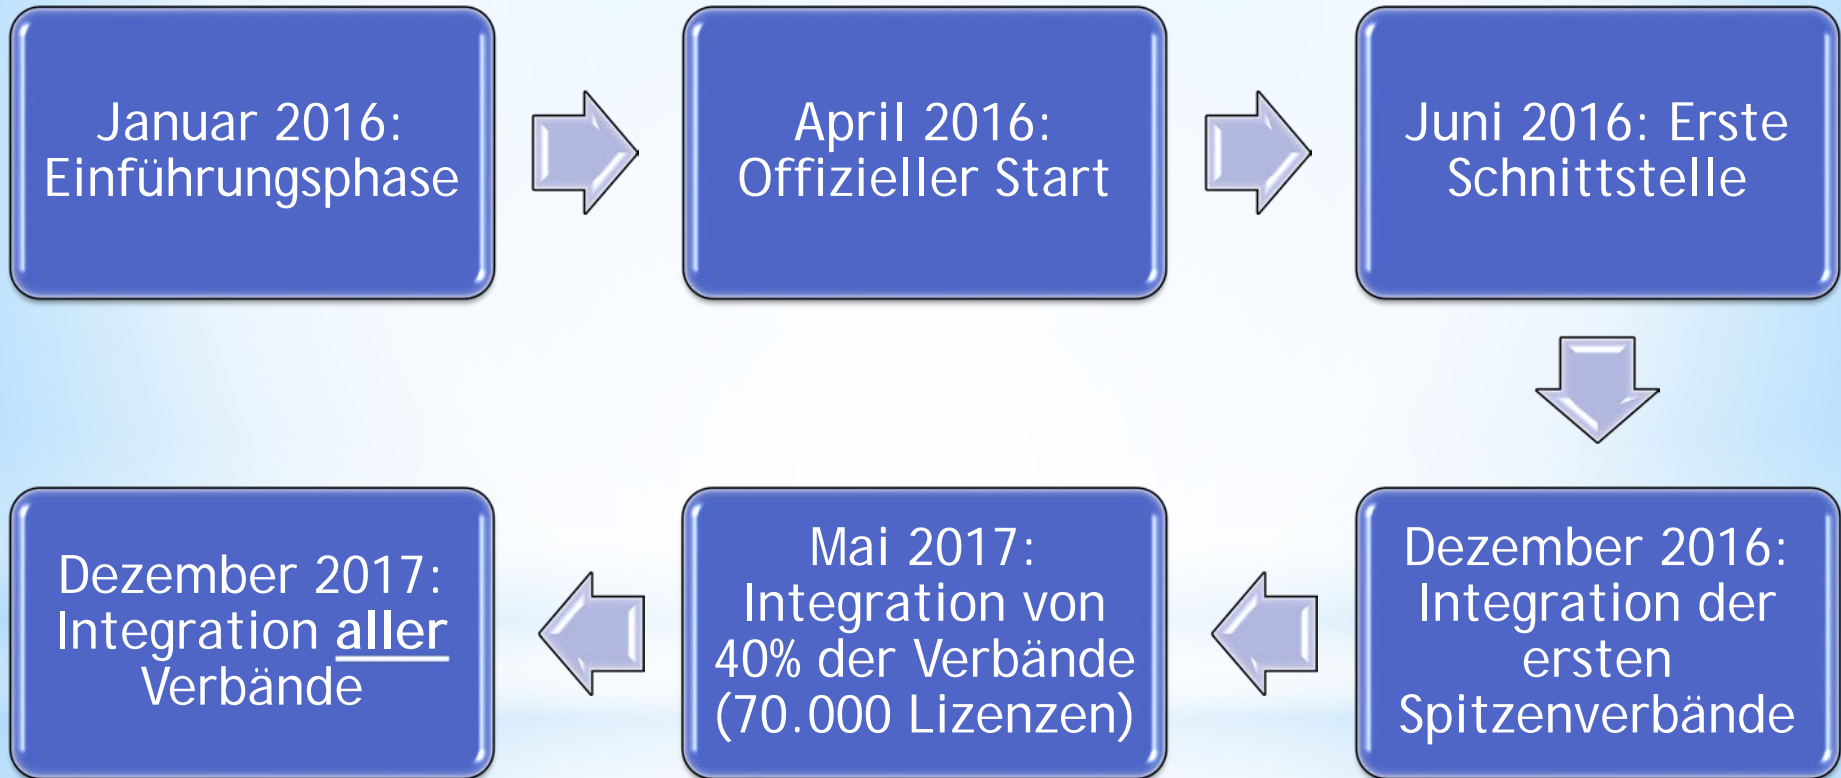 Januar 2016:
Einführungsphase
April 2016:
Offizieller Start
Juni 2016: Erste
Schnittstelle
Dezember 2016:
Integration der
ersten
Spitzenverbände
Mai 2017:
Integration von
40% der Verbände
(70.000 Lizenzen)
Dezember 2017:
Integration aller
Verbände